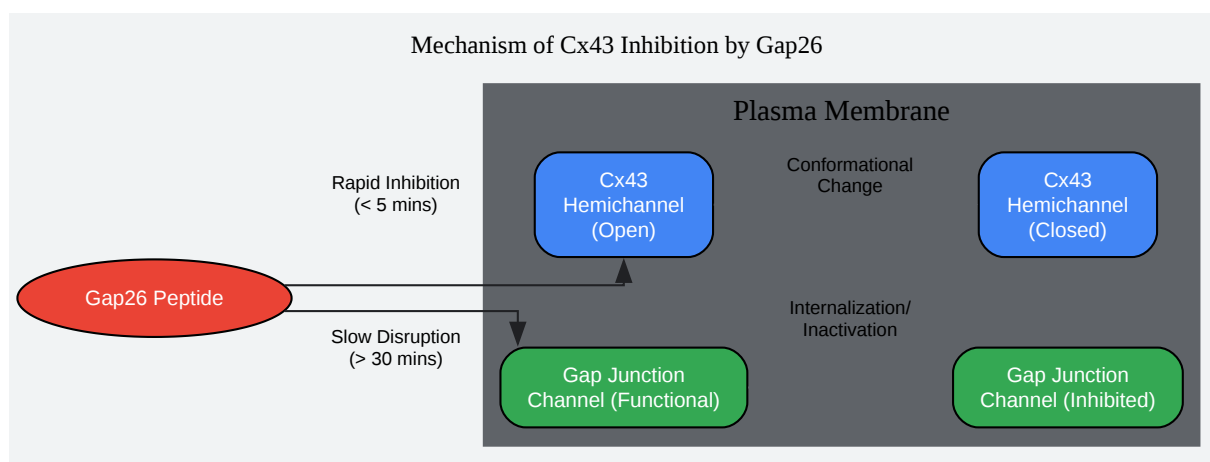 Mechanism of Cx43 Inhibition by Gap26
Plasma Membrane
Rapid Inhibition
(< 5 mins)
Cx43
Hemichannel
(Open)
Conformational
Change
Cx43
Hemichannel
(Closed)
Gap26 Peptide
Slow Disruption
(> 30 mins)
Internalization/
Inactivation
Gap Junction
Channel (Functional)
Gap Junction
Channel (Inhibited)